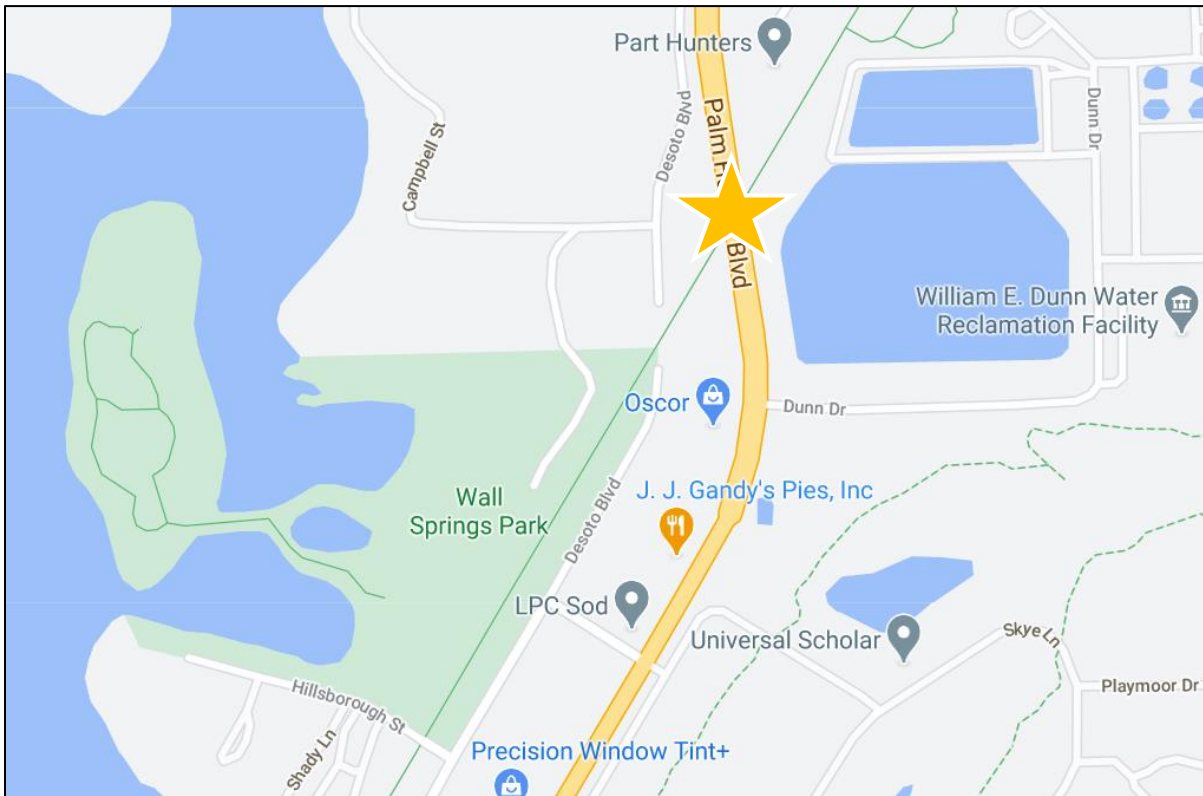 Part Hunters
Dunn Dr
Desoto Blvd
Campbell St
Palm H
Blvd
William E. Dunn Water
Reclamation Facility
Oscor
Dunn Dr
J. J. Gandy's Pies, Inc
Wall
Springs Park
Desoto Blvd
LPC Sod
Universal Scholar
Skye Ln
Playmoor Dr
Hillsborough St
Shady Ln
Precision Window Tint+